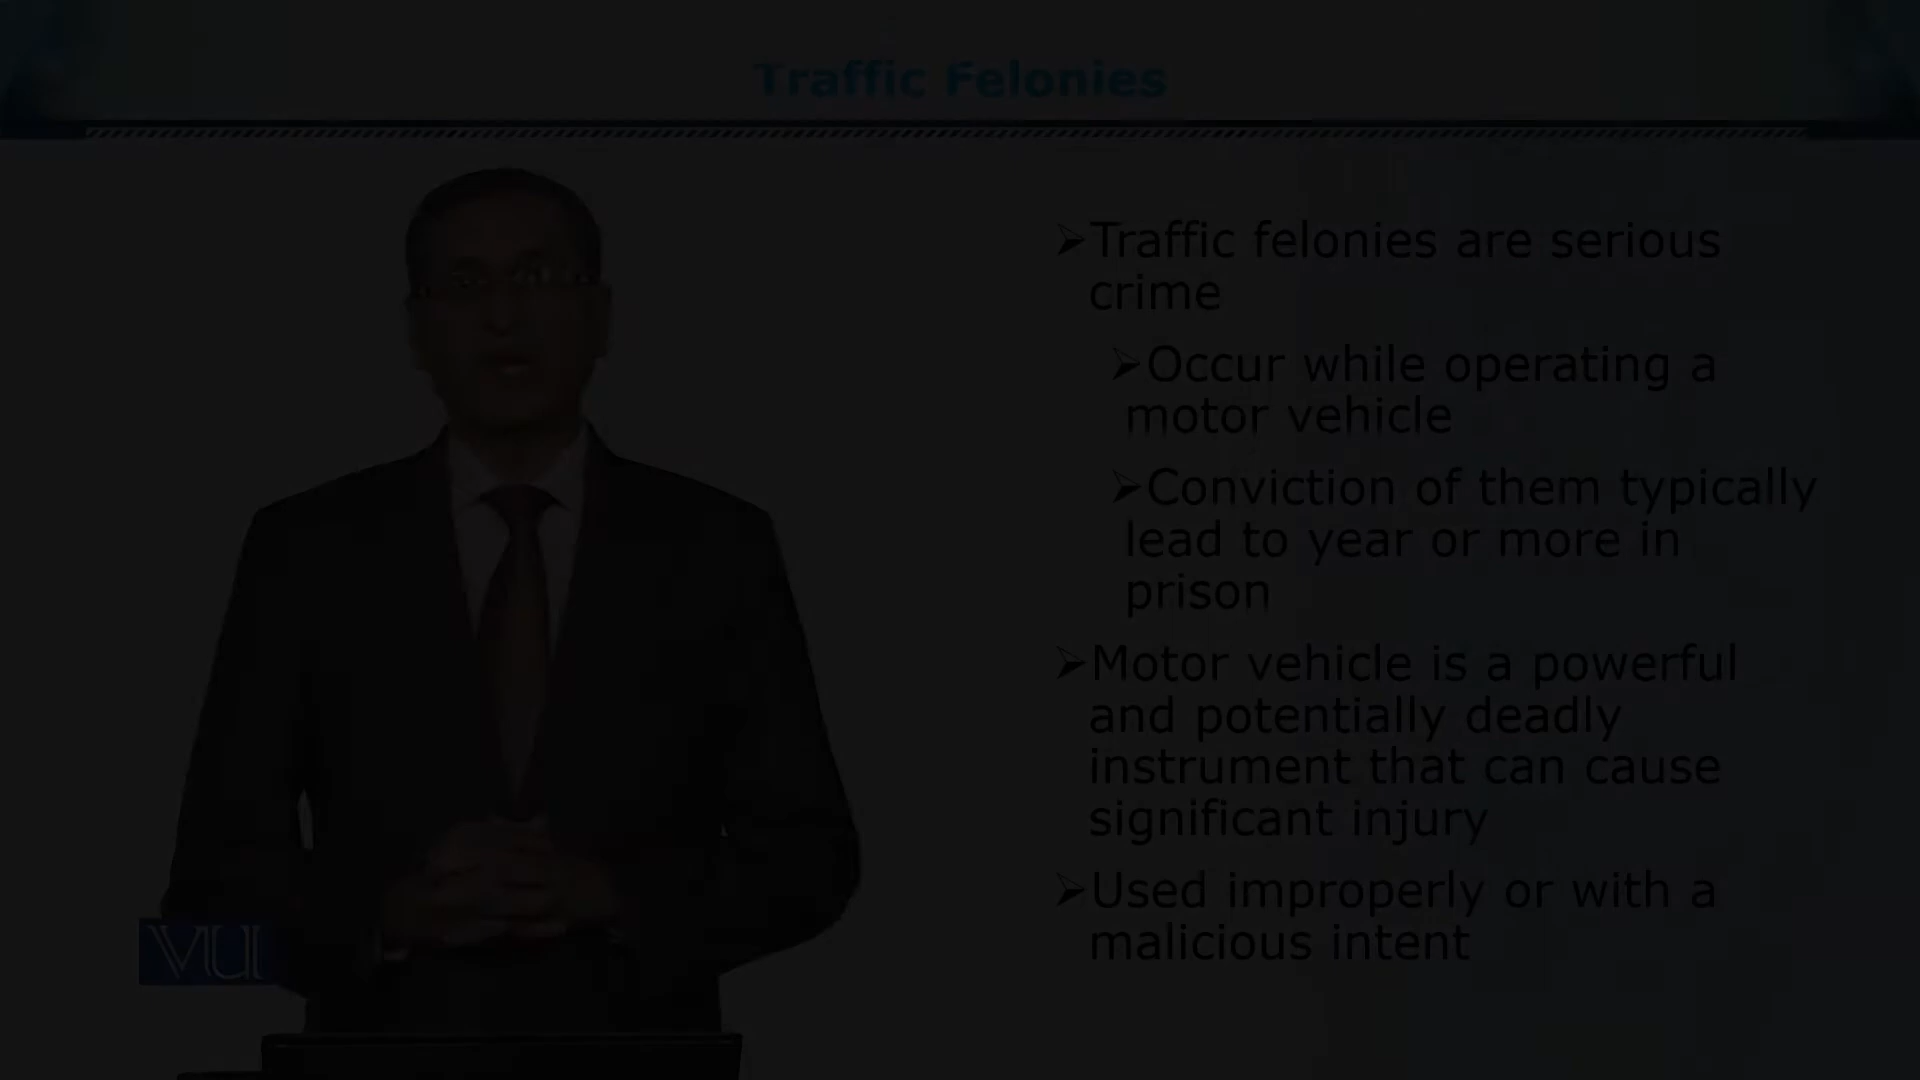 Traffic Felonies
➢Traffic felonies are serious
crime
➢Occur while operating a
motor vehicle
➢Conviction of them typically
lead to year or more in
prison
➢Motor vehicle is a powerful
and potentially deadly
instrument that can cause
significant injury
➢Used improperly or with a
malicious intent
VU